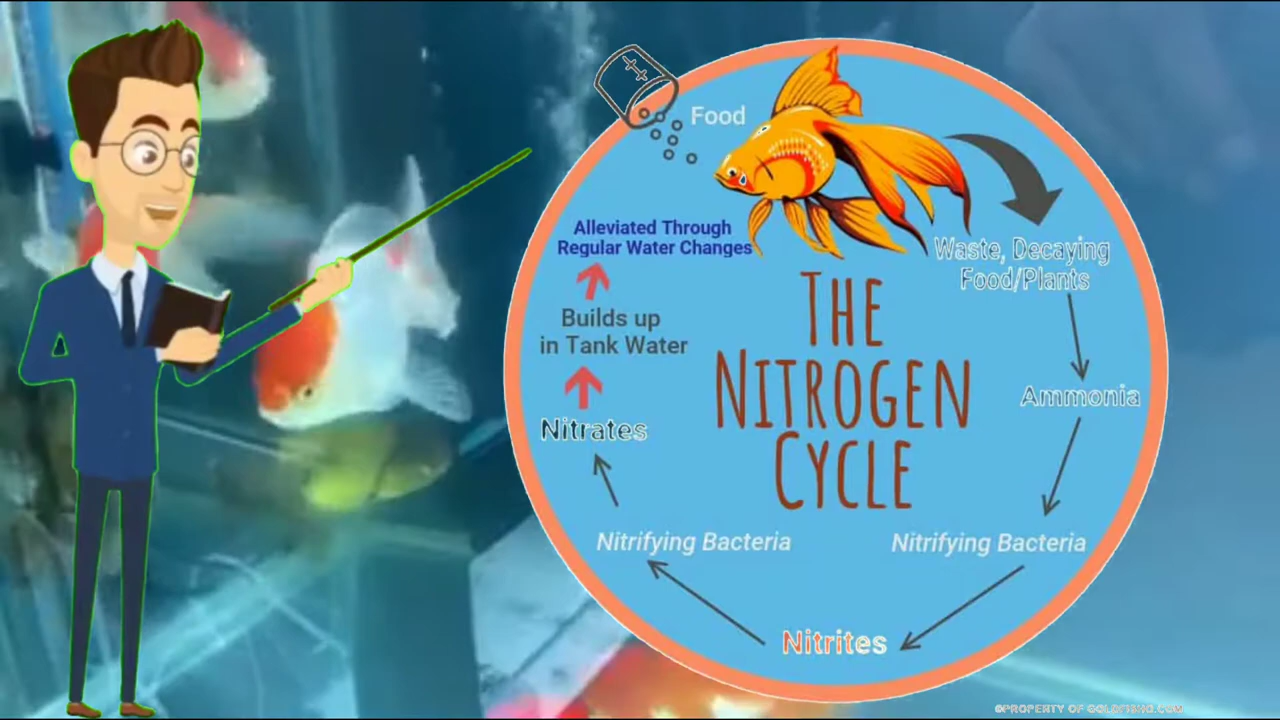 Food
Waste, Decaying
Food/Plants
Ammonia
Nitrifying Bacteria
Nitrites
Nitrifying Bacteria
Nitrates
Builds up
in Tank Water
Alleviated Through
Regular Water Changes
THE
NITROGEN
CYCLE
©PROPERTY OF GOLDFISHO.COM